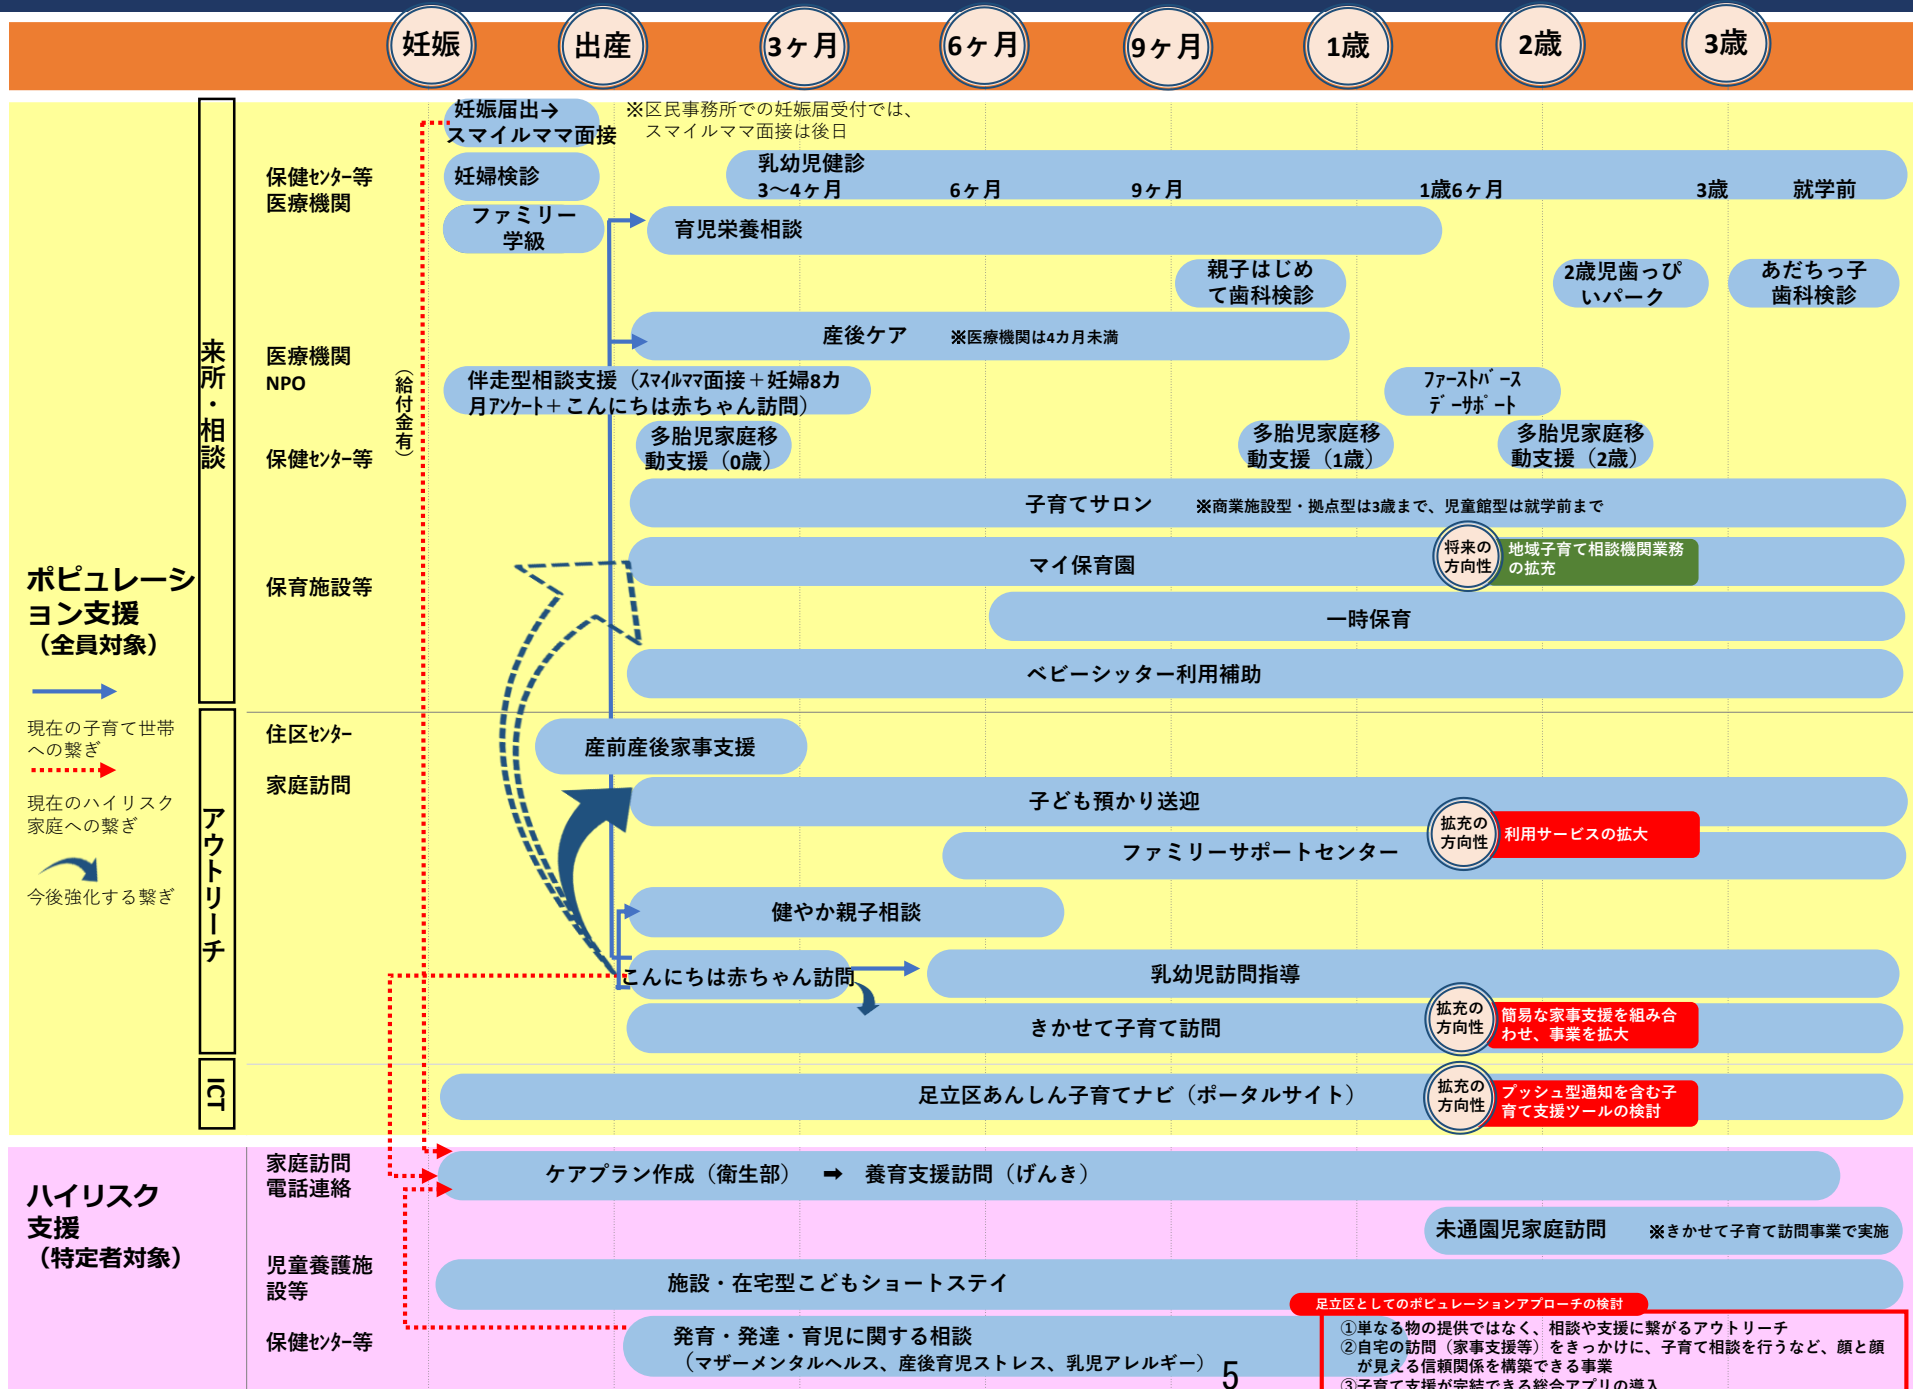 妊娠
出産
3ヶ月
6ヶ月
9ヶ月
1歳
2歳
3歳
ポピュレーシ
ョン支援
（全員対象）
現在の子育て世帯
への繋ぎ
現在のハイリスク
家庭への繋ぎ
今後強化する繋ぎ
来所・相談
アウトリーチ
ICT
（給付金有）
保健ｾﾝﾀｰ等
医療機関
妊娠届出→
スマイルママ面接
※区民事務所での妊娠届受付では、
スマイルママ面接は後日
妊婦検診
乳幼児健診
3〜4ヶ月
6ヶ月
9ヶ月
1歳6ヶ月
3歳
就学前
ファミリー
学級
育児栄養相談
親子はじめ
て歯科検診
2歳児歯っぴ
いパーク
あだちっ子
歯科検診
医療機関
NPO
産後ケア　※医療機関は4カ月未満
伴走型相談支援（ｽﾏｲﾙママ面接＋妊婦8カ
月ｱﾝｹｰﾄ＋こんにちは赤ちゃん訪問）
ﾌｧｰｽﾄﾊﾞｰｽ
ﾃﾞｰｻﾎﾟｰﾄ
保健ｾﾝﾀｰ等
多胎児家庭移
動支援（0歳）
多胎児家庭移
動支援（1歳）
多胎児家庭移
動支援（2歳）
子育てサロン　※商業施設型・拠点型は3歳まで、児童館型は就学前まで
保育施設等
マイ保育園
将来の
方向性
地域子育て相談機関業務
の拡充
一時保育
ベビーシッター利用補助
住区ｾﾝﾀｰ
産前産後家事支援
家庭訪問
子ども預かり送迎
拡充の
方向性
利用サービスの拡大
ファミリーサポートセンター
健やか親子相談
こんにちは赤ちゃん訪問
乳幼児訪問指導
きかせて子育て訪問
拡充の
方向性
簡易な家事支援を組み合
わせ、事業を拡大
足立区あんしん子育てナビ（ポータルサイト）
拡充の
方向性
プッシュ型通知を含む子
育て支援ツールの検討
ハイリスク
支援
（特定者対象）
家庭訪問
電話連絡
ケアプラン作成（衛生部）　➡　養育支援訪問（げんき）
未通園児家庭訪問　※きかせて子育て訪問事業で実施
児童養護施
設等
施設・在宅型こどもショートステイ
保健ｾﾝﾀｰ等
発育・発達・育児に関する相談
（マザーメンタルヘルス、産後育児ストレス、乳児アレルギー）
5
足立区としてのポピュレーションアプローチの検討
①単なる物の提供ではなく、相談や支援に繋がるアウトリーチ
②自宅の訪問（家事支援等）をきっかけに、子育て相談を行うなど、顔と顔
が見える信頼関係を構築できる事業
③子育て支援が完結できる総合アプリの導入